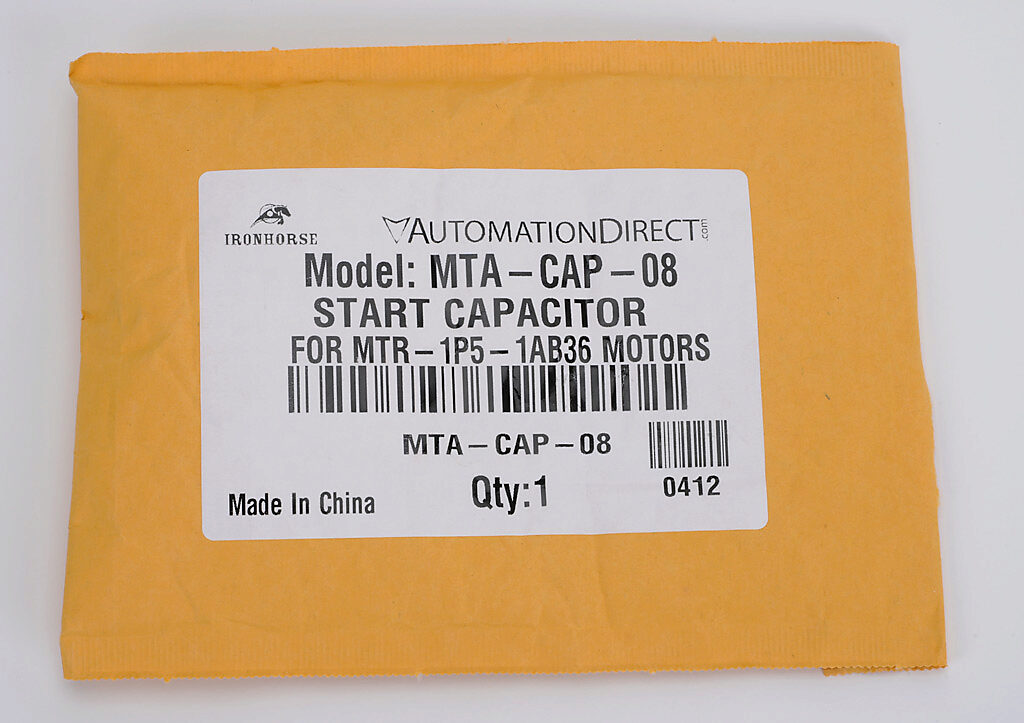 IRONHORSE
AUTOMATIONDIRECT.com
Model: MTA-CAP-08
START CAPACITOR
FOR MTR-1P5-1AB36 MOTORS
MTA-CAP-08
0412
Made In China
Qty:1